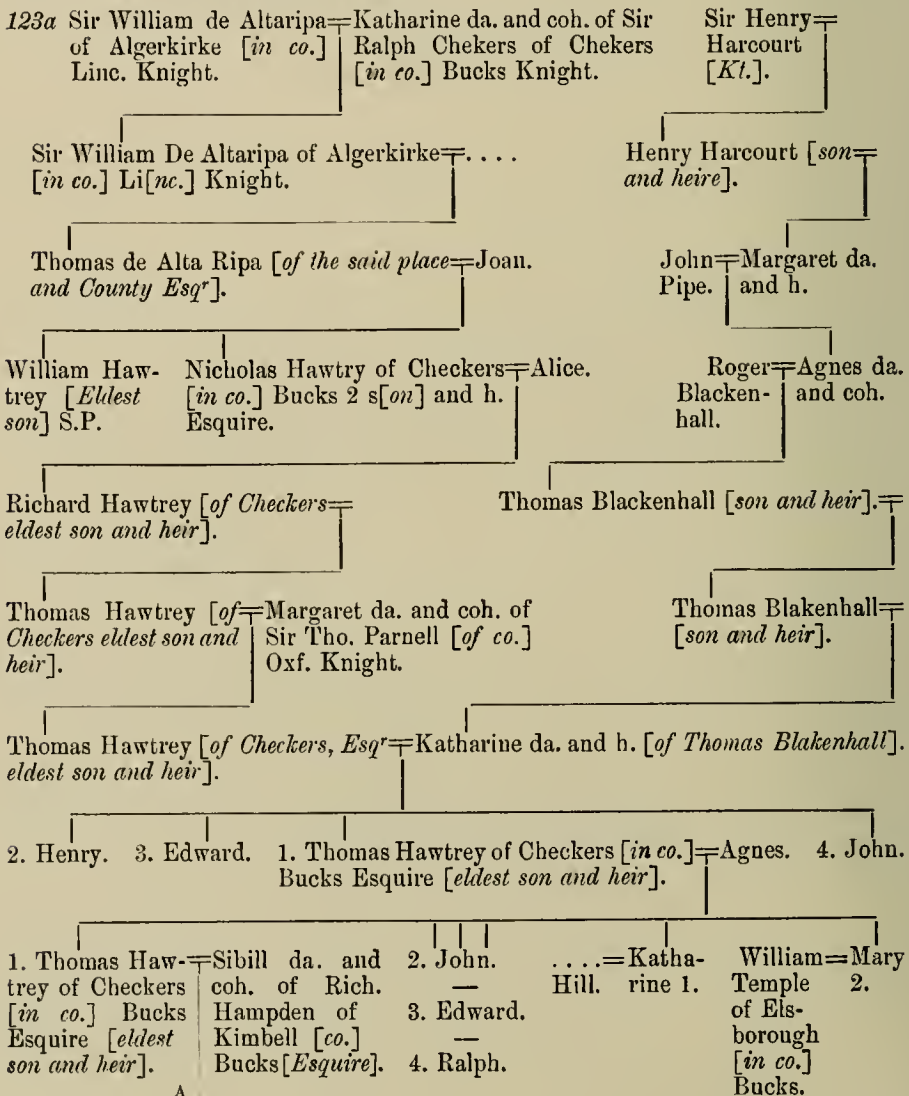 123a Sir William de Altaripa=Katharine da. and coh. of Sir
of Algerkirke [in co.] Ralph Chekers of Chekers
Linc. Knight. [in co.] Bucks Knight.
Sir Henry=
Harcourt
[Kt.].
Sir William De Altaripa of Algerkirke=. . . .
[in co.] Li[nc.] Knight.
Henry Harcourt [son=
and heire].
Thomas de Alta Ripa [of the said place=Joan.
and County Esqr].
John=Margaret da.
Pipe. and h.
William Haw-
trey [Eldest
son] S.P.
Nicholas Hawtry of Checkers=Alice.
[in co.] Bucks 2 s[on] and h.
Esquire.
Roger=Agnes da.
Blacken- and coh.
hall.
Richard Hawtrey [of Checkers=
eldest son and heir].
Thomas Blackenhall [son and heir].=
Thomas Hawtrey [of=Margaret da. and coh. of
Checkers eldest son and Sir Tho. Parnell [of co.]
heir]. Oxf. Knight.
Thomas Blakenhall=
[son and heir].
Thomas Hawtrey [of Checkers, Esqr=Katharine da. and h. [of Thomas Blakenhall].
eldest son and heir].
2. Henry. 3. Edward. 1. Thomas Hawtrey of Checkers [in co.]=Agnes. 4. John.
Bucks Esquire [eldest son and heir].
1. Thomas Haw-=Sibill da. and
trey of Checkers coh. of Rich.
[in co.] Bucks Hampden of
Esquire [eldest Kimbell [co.]
son and heir]. Bucks [Esquire].
A
2. John.
—
3. Edward.
—
4. Ralph.
. . . .=Katha-
Hill. rine 1.
William=Mary
Temple 2.
of Els-
borough
[in co.]
Bucks.